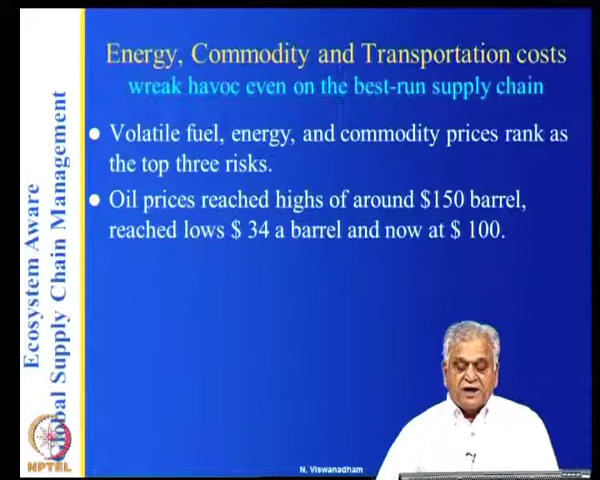 Energy, Commodity and Transportation costs
wreak havoc even on the best-run supply chain
● Volatile fuel, energy, and commodity prices rank as
the top three risks.
● Oil prices reached highs of around $150 barrel,
reached lows $ 34 a barrel and now at $ 100.
Ecosystem Aware
Global Supply Chain Management
NPTEL
N. Viswanadham